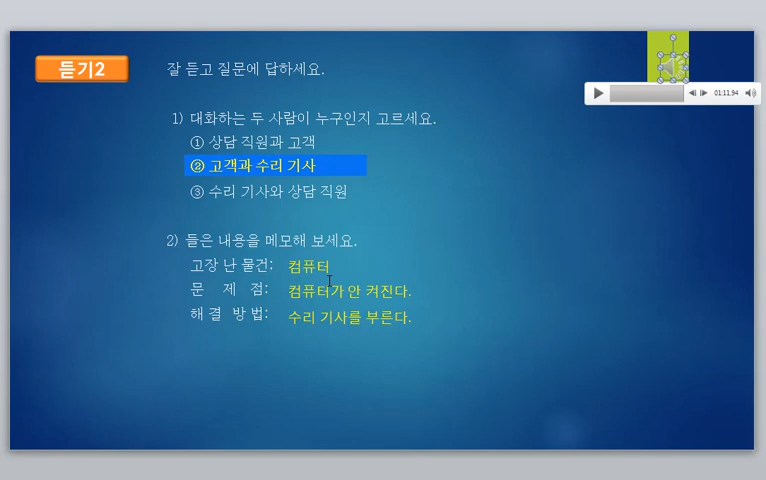 듣기2
잘 듣고 질문에 답하세요.
01:11.94
1) 대화하는 두 사람이 누구인지 고르세요.
① 상담 직원과 고객
② 고객과 수리 기사
③ 수리 기사와 상담 직원
2) 들은 내용을 메모해 보세요.
고장 난 물건: 컴퓨터
문 제 점: 컴퓨터가 안 켜진다.
해 결 방 법: 수리 기사를 부른다.